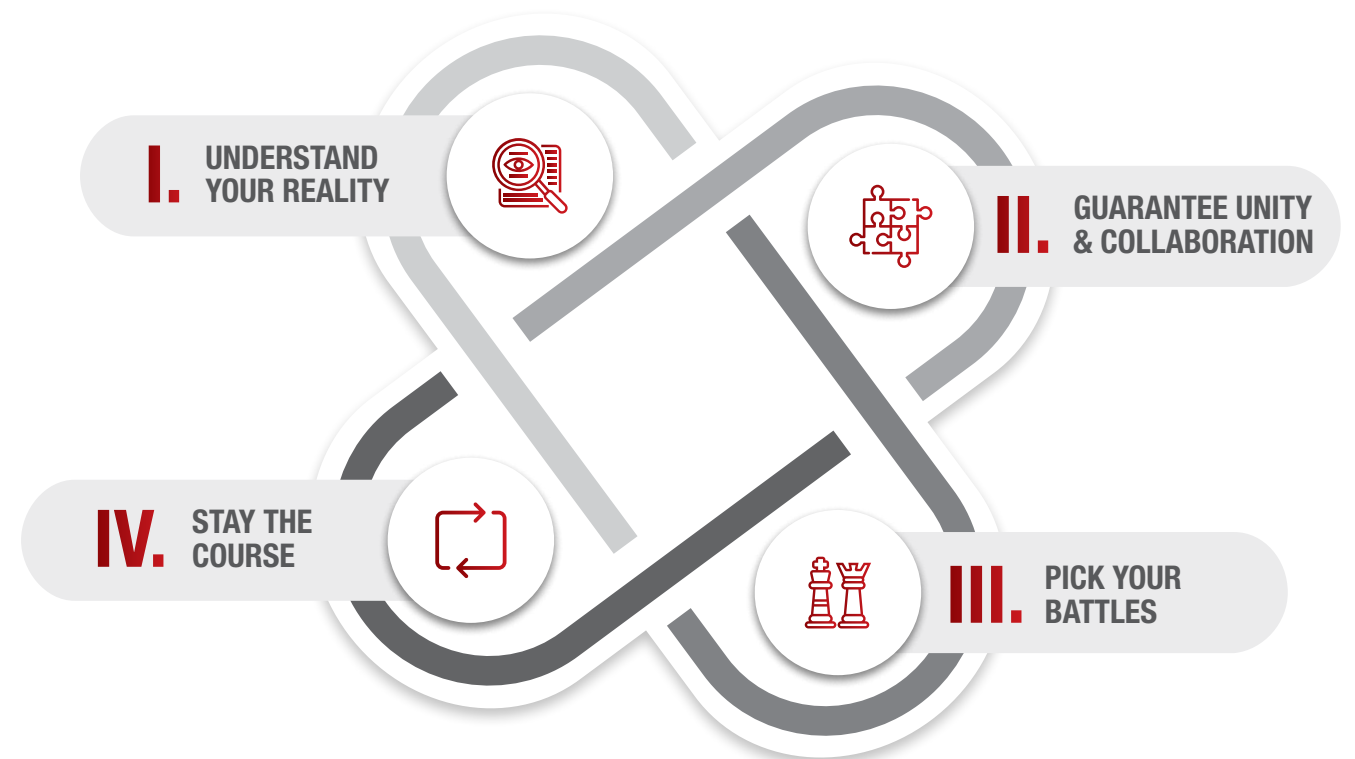 I. UNDERSTAND
YOUR REALITY
II. GUARANTEE UNITY
& COLLABORATION
III. PICK YOUR
BATTLES
IV. STAY THE
COURSE